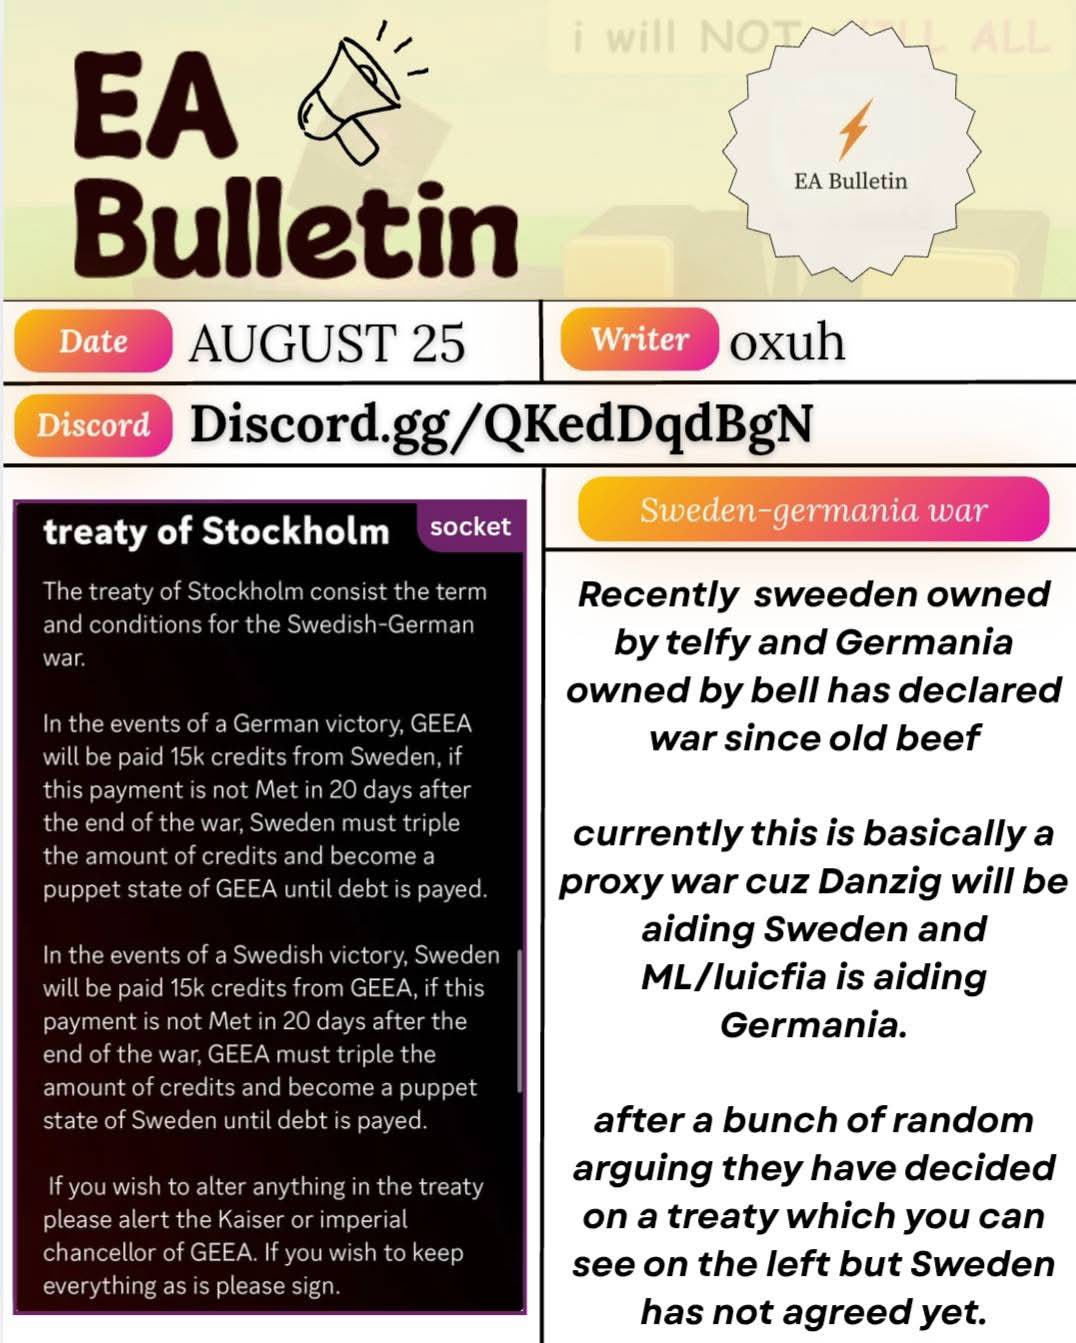 i will NOT KILL ALL
EA
Bulletin
EA Bulletin
Date AUGUST 25
Writer oxuh
Discord Discord.gg/QKedDqdBgN
treaty of Stockholm
socket
The treaty of Stockholm consist the term
and conditions for the Swedish-German
war.
In the events of a German victory, GEEA
will be paid 15k credits from Sweden, if
this payment is not Met in 20 days after
the end of the war, Sweden must triple
the amount of credits and become a
puppet state of GEEA until debt is payed.
In the events of a Swedish victory, Sweden
will be paid 15k credits from GEEA, if this
payment is not Met in 20 days after the
end of the war, GEEA must triple the
amount of credits and become a puppet
state of Sweden until debt is payed.
If you wish to alter anything in the treaty
please alert the Kaiser or imperial
chancellor of GEEA. If you wish to keep
everything as is please sign.
Sweden-germania war
Recently sweeden owned
by telfy and Germania
owned by bell has declared
war since old beef
currently this is basically a
proxy war cuz Danzig will be
aiding Sweden and
ML/luicfia is aiding
Germania.
after a bunch of random
arguing they have decided
on a treaty which you can
see on the left but Sweden
has not agreed yet.